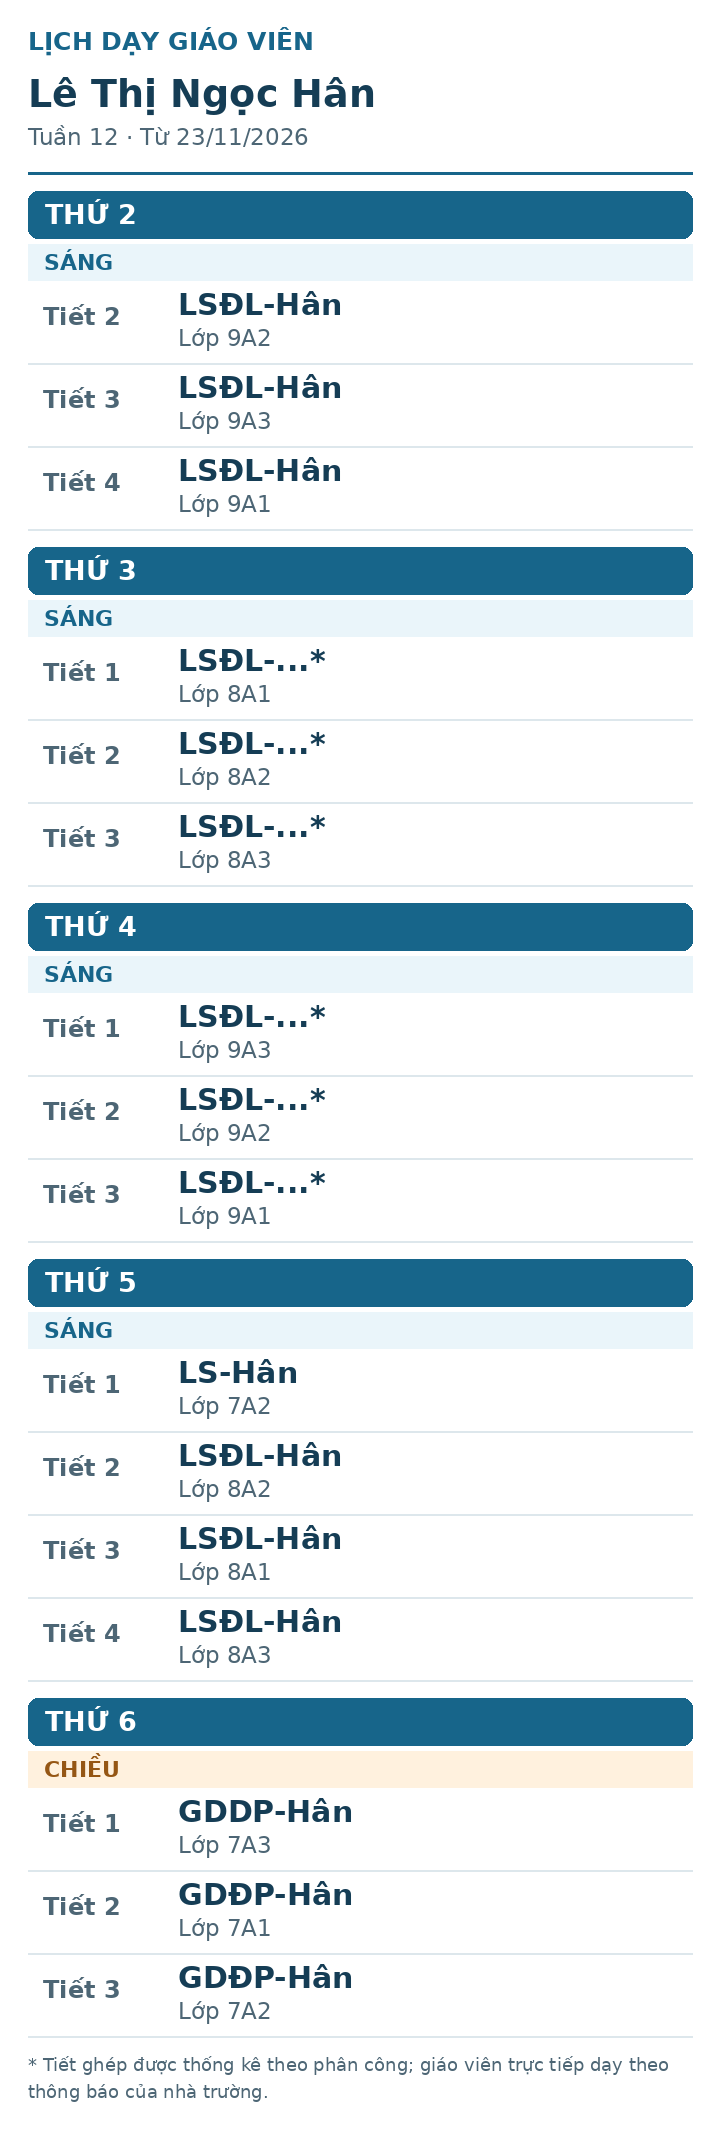 LỊCH DẠY GIÁO VIÊN
Lê Thị Ngọc Hân
Tuần 12 · Từ 23/11/2026
THỨ 2
SÁNG
Tiết 2
LSĐL-Hân
Lớp 9A2
Tiết 3
LSĐL-Hân
Lớp 9A3
Tiết 4
LSĐL-Hân
Lớp 9A1
THỨ 3
SÁNG
Tiết 1
LSĐL-...*
Lớp 8A1
Tiết 2
LSĐL-...*
Lớp 8A2
Tiết 3
LSĐL-...*
Lớp 8A3
THỨ 4
SÁNG
Tiết 1
LSĐL-...*
Lớp 9A3
Tiết 2
LSĐL-...*
Lớp 9A2
Tiết 3
LSĐL-...*
Lớp 9A1
THỨ 5
SÁNG
Tiết 1
LS-Hân
Lớp 7A2
Tiết 2
LSĐL-Hân
Lớp 8A2
Tiết 3
LSĐL-Hân
Lớp 8A1
Tiết 4
LSĐL-Hân
Lớp 8A3
THỨ 6
CHIỀU
Tiết 1
GDDP-Hân
Lớp 7A3
Tiết 2
GDĐP-Hân
Lớp 7A1
Tiết 3
GDĐP-Hân
Lớp 7A2
* Tiết ghép được thống kê theo phân công; giáo viên trực tiếp dạy theo
thông báo của nhà trường.